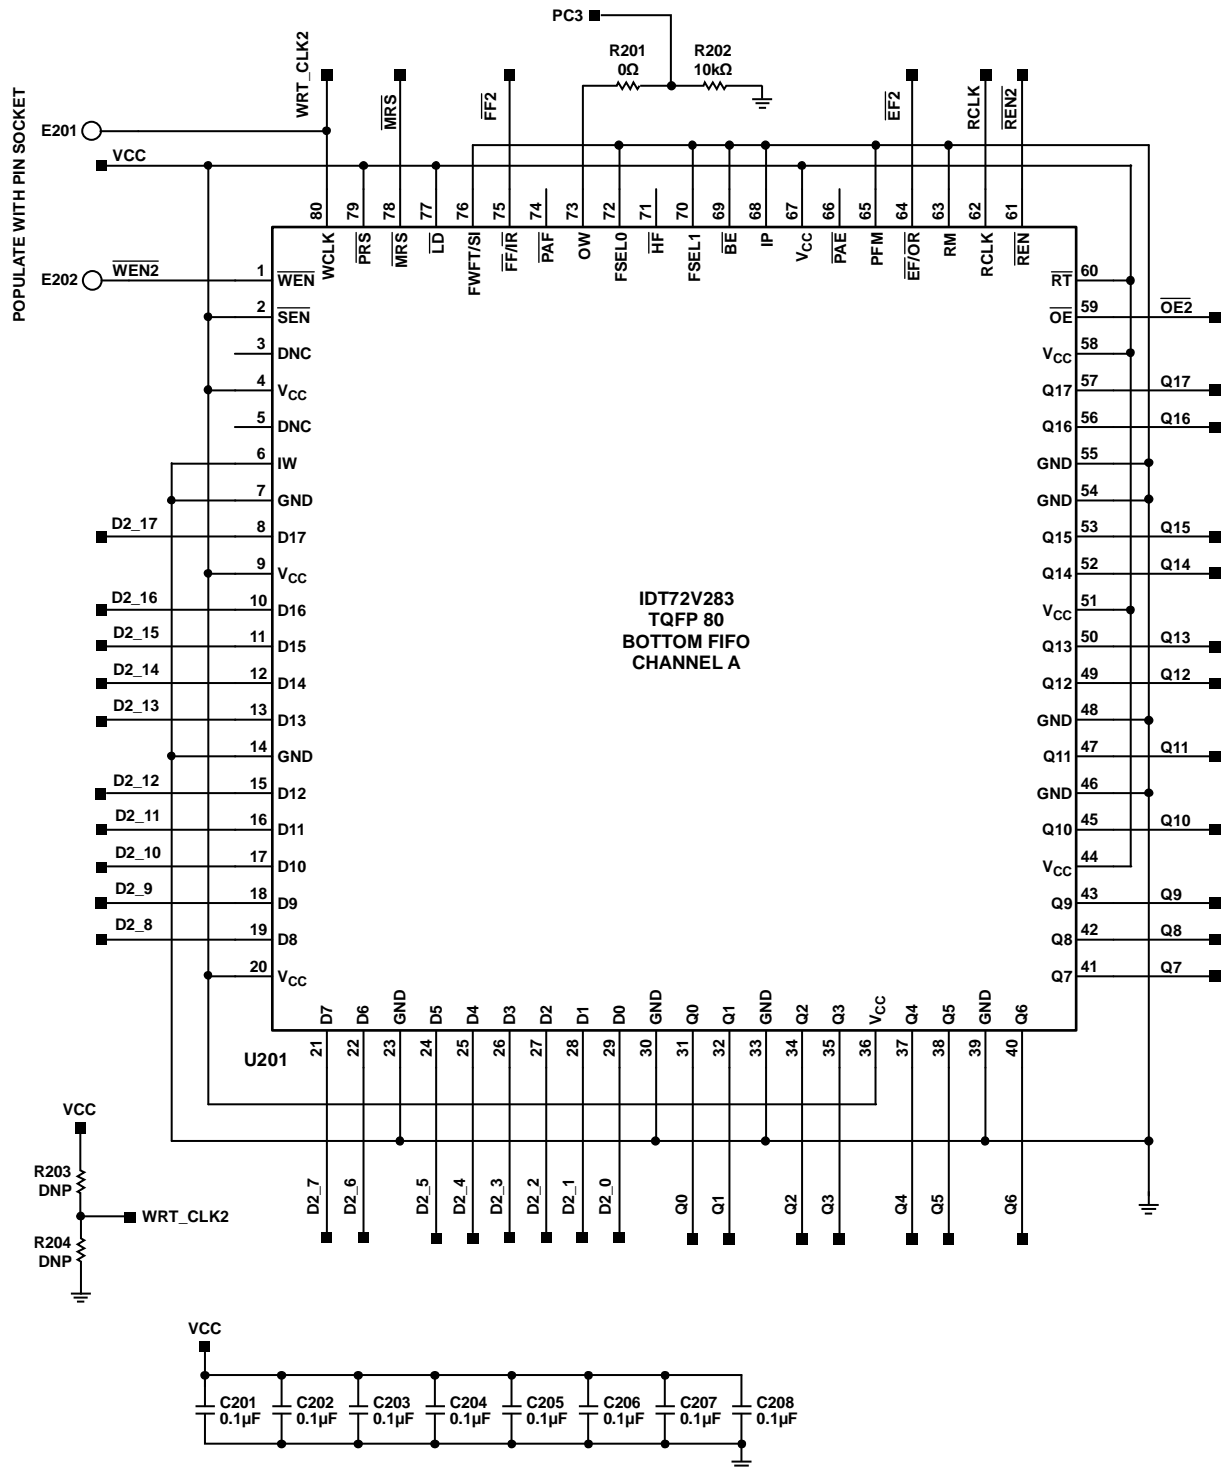 PC3
R201
0Ω
R202
10kΩ
WRT_CLK2
MRS
FF2
EF2
RCLK
REN2
POPULATE WITH PIN SOCKET
E201
VCC
E202
WEN2
80
79
78
77
76
75
74
73
72
71
70
69
68
67
66
65
64
63
62
61
WCLK
PRS
MRS
LD
FWFT/SI
FF/IR
PAF
OW
FSEL0
HF
FSEL1
BE
IP
VCC
PAE
PFM
EF/OR
RM
RCLK
REN
1 WEN
2 SEN
3 DNC
4 VCC
5 DNC
6 IW
7 GND
D2_17 8 D17
9 VCC
D2_16 10 D16
D2_15 11 D15
D2_14 12 D14
D2_13 13 D13
14 GND
D2_12 15 D12
D2_11 16 D11
D2_10 17 D10
D2_9 18 D9
D2_8 19 D8
20 VCC
IDT72V283
TQFP 80
BOTTOM FIFO
CHANNEL A
RT 60
OE 59 OE2
VCC 58
Q17 57 Q17
Q16 56 Q16
GND 55
GND 54
Q15 53 Q15
Q14 52 Q14
VCC 51
Q13 50 Q13
Q12 49 Q12
GND 48
Q11 47 Q11
GND 46
Q10 45 Q10
VCC 44
Q9 43 Q9
Q8 42 Q8
Q7 41 Q7
D7
D6
GND
D5
D4
D3
D2
D1
D0
GND
Q0
Q1
GND
Q2
Q3
VCC
Q4
Q5
GND
Q6
U201
21
22
23
24
25
26
27
28
29
30
31
32
33
34
35
36
37
38
39
40
D2_7
D2_6
D2_5
D2_4
D2_3
D2_2
D2_1
D2_0
Q0
Q1
Q2
Q3
Q4
Q5
Q6
VCC
R203
DNP
WRT_CLK2
R204
DNP
VCC
C201
0.1µF
C202
0.1µF
C203
0.1µF
C204
0.1µF
C205
0.1µF
C206
0.1µF
C207
0.1µF
C208
0.1µF